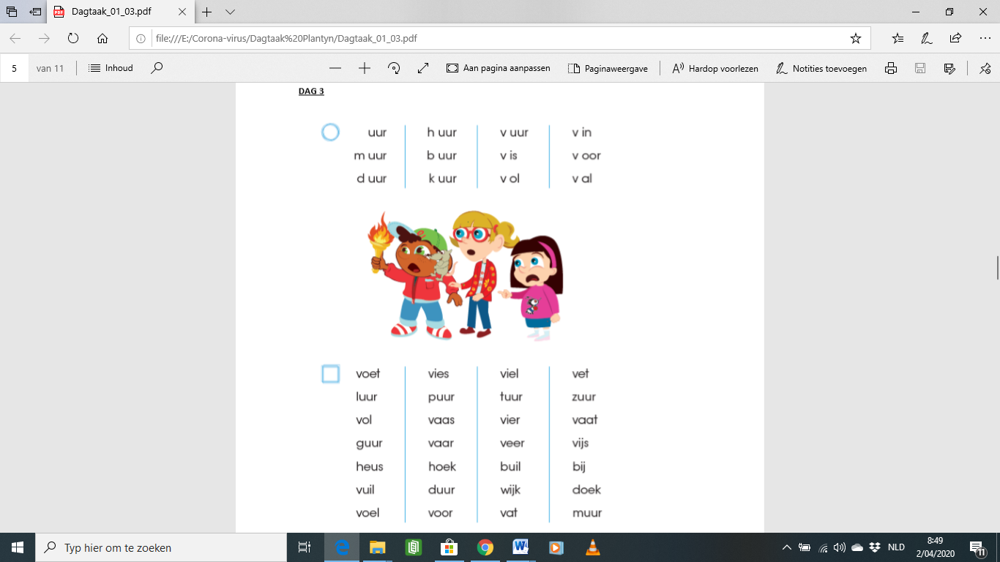 Dagtaak_01_03.pdf
file:///E:/Corona-virus/Dagtaak%20Plantyn/Dagtaak_01_03.pdf
5 van 11 Inhoud Aan pagina aanpassen Paginaweergave Hardop voorlezen Notities toevoegen
DAG 3
uur h uur v uur v in
m uur b uur v is v oor
d uur k uur v ol v al
voet vies viel vet
luur puur tuur zuur
vol vaas vier vaat
guur vaar veer vijs
heus hoek buil bij
vuil duur wijk doek
voel voor vat muur
Typ hier om te zoeken NLD 8:49
2/04/2020 11